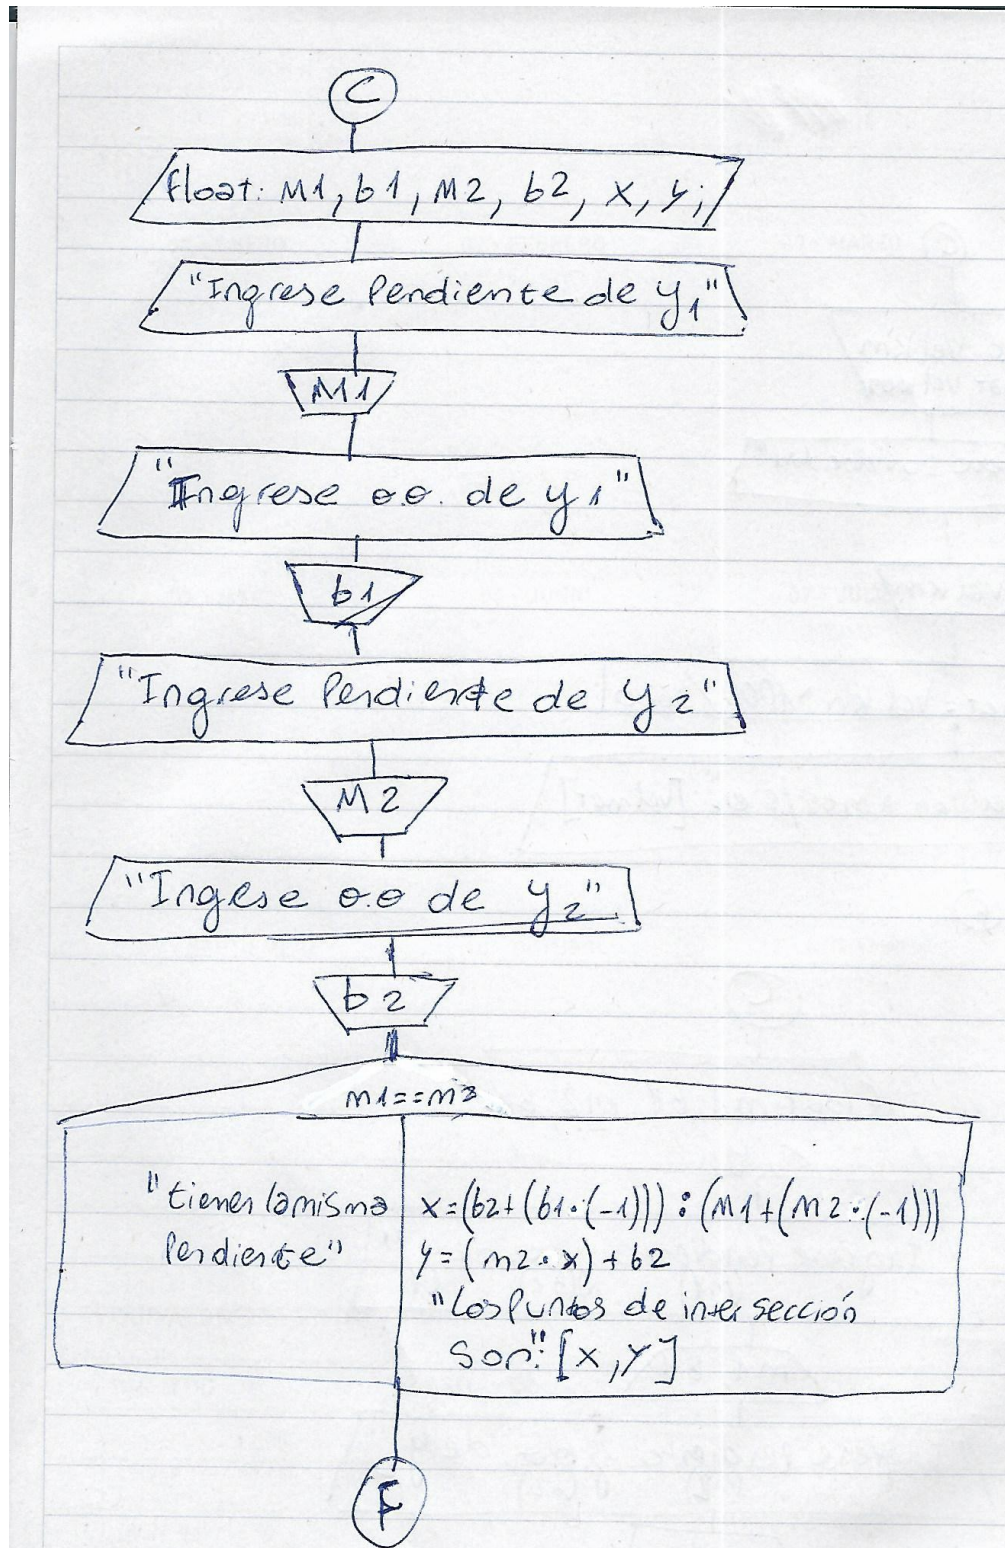 C
float: M1, b1, M2, b2, x, y;
"Ingrese Pendiente de y1"
M1
"Ingrese o.o. de y1"
b1
"Ingrese Pendiente de y2"
M2
"Ingese o.o de y2"
b2
m1==m2
"tienen la misma
Pendiente"
x=(b2+(b1·(-1))):(M1+(M2·(-1)))
y=(m2·x)+b2
"Los Puntos de intersección
son:" [x,y]
F